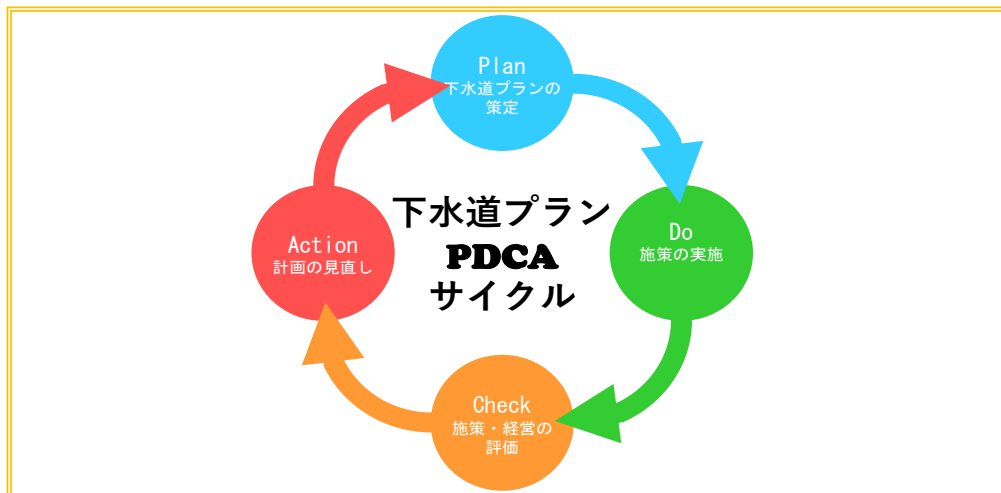 Plan
下水道プランの
策定
Do
施策の実施
下水道プラン
PDCA
サイクル
Action
計画の見直し
Check
施策・経営の
評価